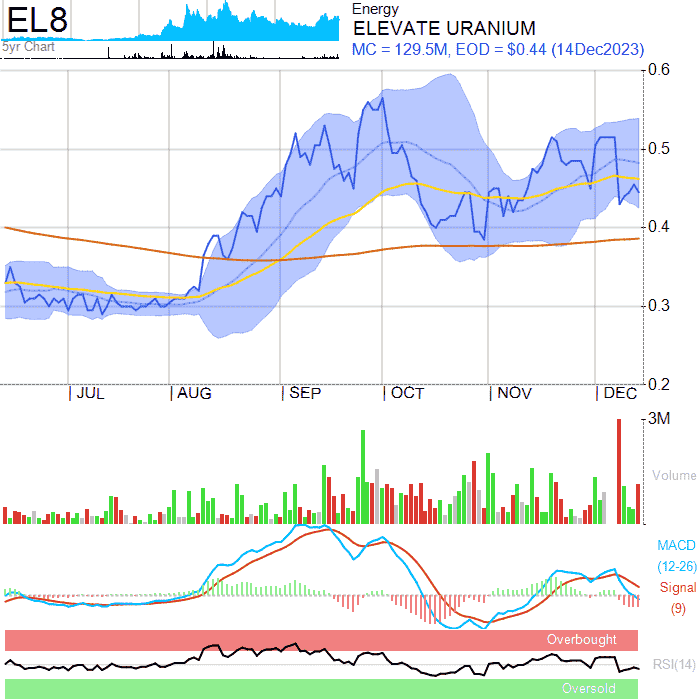 EL8
5yr Chart
Energy
ELEVATE URANIUM
MC = 129.5M, EOD = $0.44 (14Dec2023)
0.6
0.5
0.4
0.3
0.2
JUL AUG SEP OCT NOV DEC
3M
Volume
MACD
(12-26)
Signal
(9)
Overbought
RSI(14)
Oversold